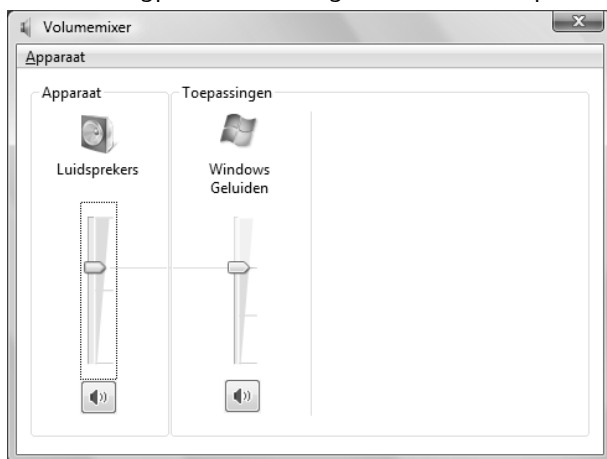 Volumemixer
Apparaat
Apparaat
Toepassingen
Luidsprekers
Windows
Geluiden